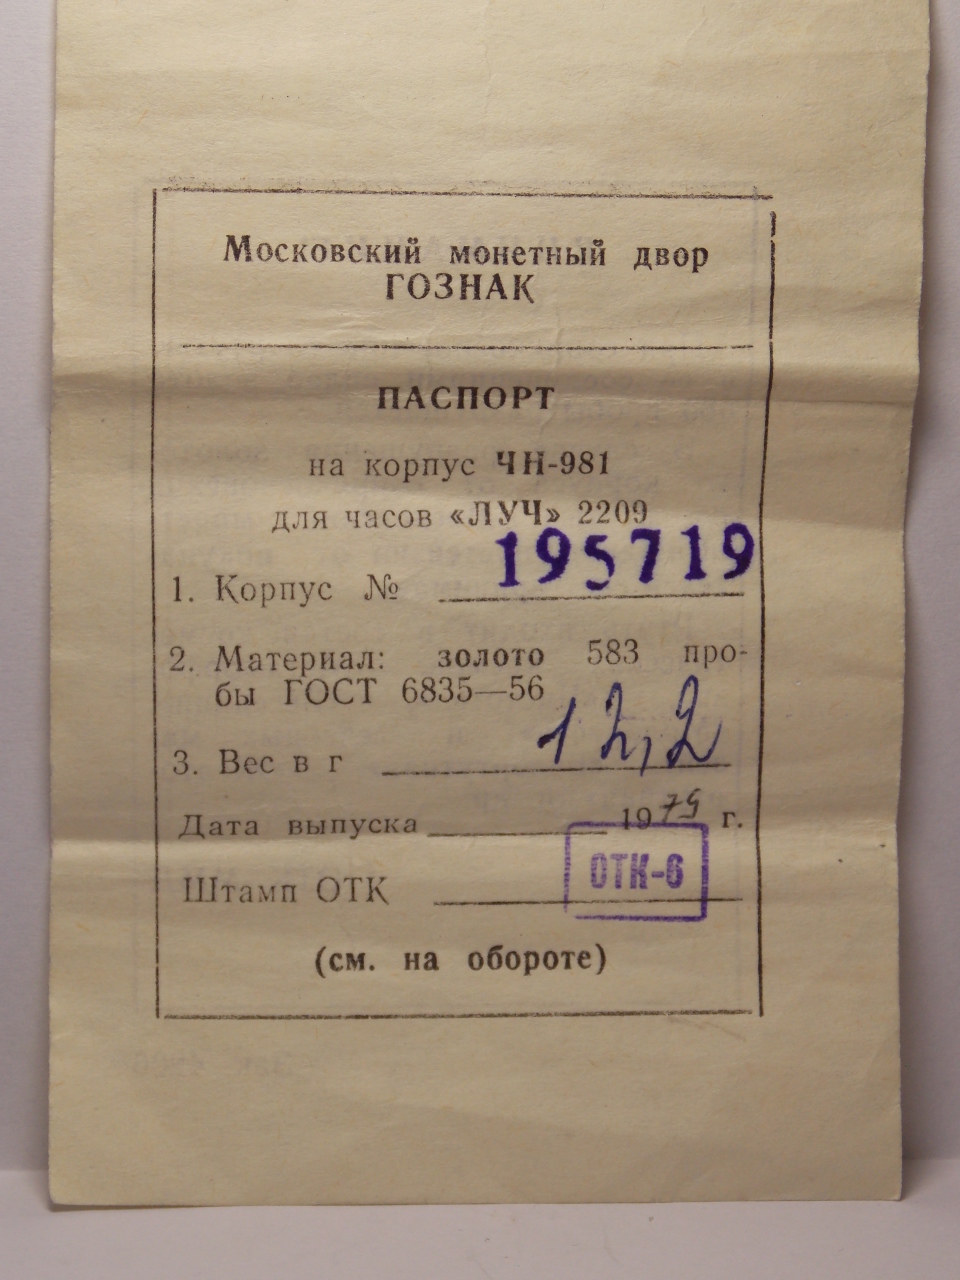 Московский монетный двор
ГОЗНАК
ПАСПОРТ
на корпус ЧН-981
для часов «ЛУЧ» 2209
195719
1. Корпус №
2. Материал: золото 583 про-
бы ГОСТ 6835—56
3. Вес в г 12,2
Дата выпуска 1975 г.
ОТК-6
Штамп ОТК
(см. на обороте)